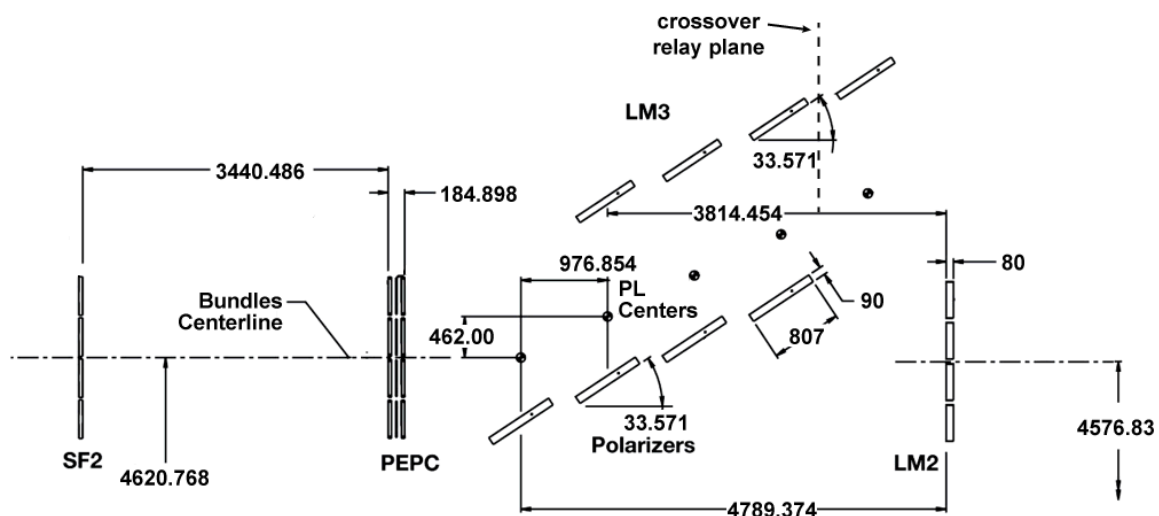 crossover
relay plane
LM3
3440.486
33.571
184.898
3814.454
976.854
80
Bundles
Centerline
PL
Centers
90
462.00
807
33.571
Polarizers
4576.83
SF2
PEPC
LM2
4620.768
4789.374